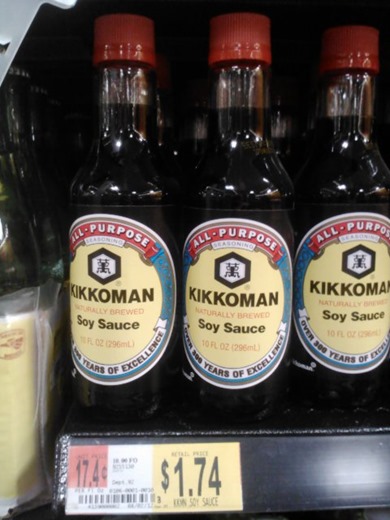 ALL-PURPOSE
SEASONING
萬
KIKKOMAN
NATURALLY BREWED
Soy Sauce
10 FL OZ (296mL)
OVER 300 YEARS OF EXCELLENCE
ALL-PURPOSE
SEASONING
萬
KIKKOMAN
NATURALLY BREWED
Soy Sauce
10 FL OZ (296mL)
OVER 300 YEARS OF EXCELLENCE
ALL-PURPOSE
SEASONING
萬
KIKKOMAN
NATURALLY BREWED
Soy Sauce
10 FL OZ (296mL)
OVER 300 YEARS OF EXCELLENCE
17.4¢
RETAIL PRICE
$1.74
KKMN SOY SAUCE